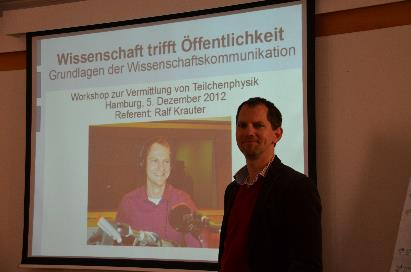 Wissenschaft trifft Öffentlichkeit
Grundlagen der Wissenschaftskommunikation
Workshop zur Vermittlung von Teilchenphysik
Hamburg, 5. Dezember 2012
Referent: Ralf Krauter